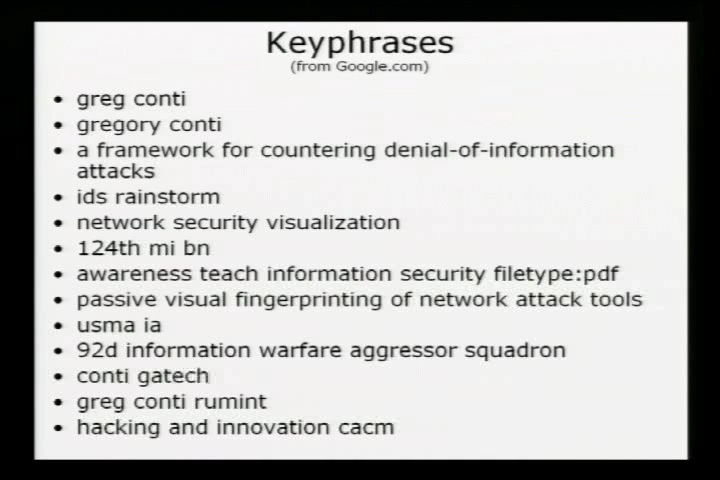 Keyphrases
(from Google.com)
• greg conti
• gregory conti
• a framework for countering denial-of-information
attacks
• ids rainstorm
• network security visualization
• 124th mi bn
• awareness teach information security filetype:pdf
• passive visual fingerprinting of network attack tools
• usma ia
• 92d information warfare aggressor squadron
• conti gatech
• greg conti rumint
• hacking and innovation cacm